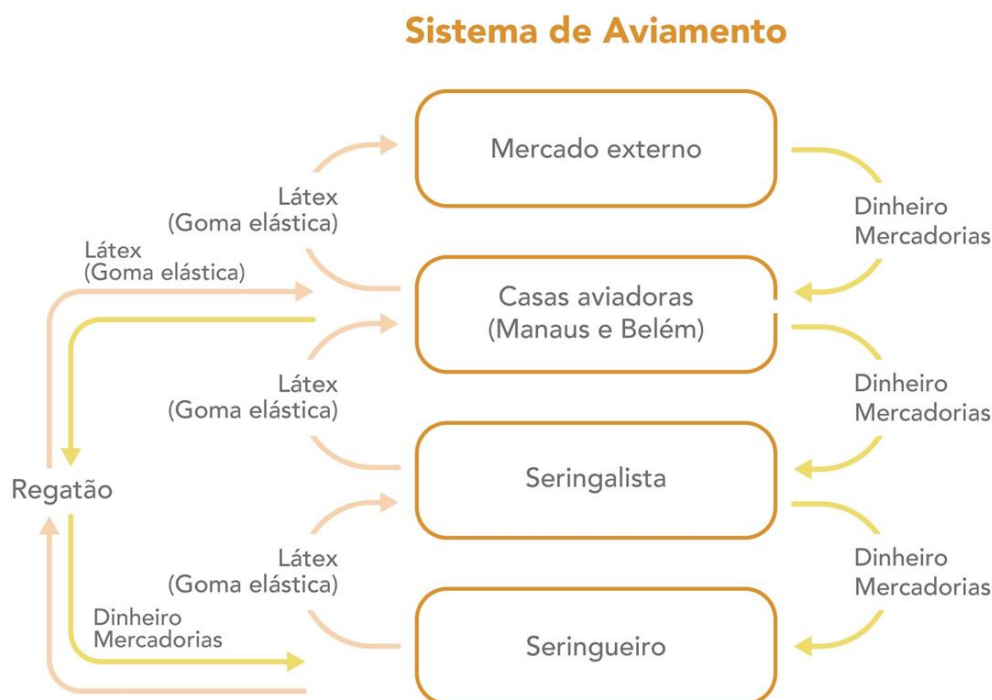 Sistema de Aviamento
Mercado externo
Látex
(Goma elástica)
Dinheiro
Mercadorias
Látex
(Goma elástica)
Casas aviadoras
(Manaus e Belém)
Látex
(Goma elástica)
Dinheiro
Mercadorias
Seringalista
Regatão
Látex
(Goma elástica)
Dinheiro
Mercadorias
Dinheiro
Mercadorias
Seringueiro